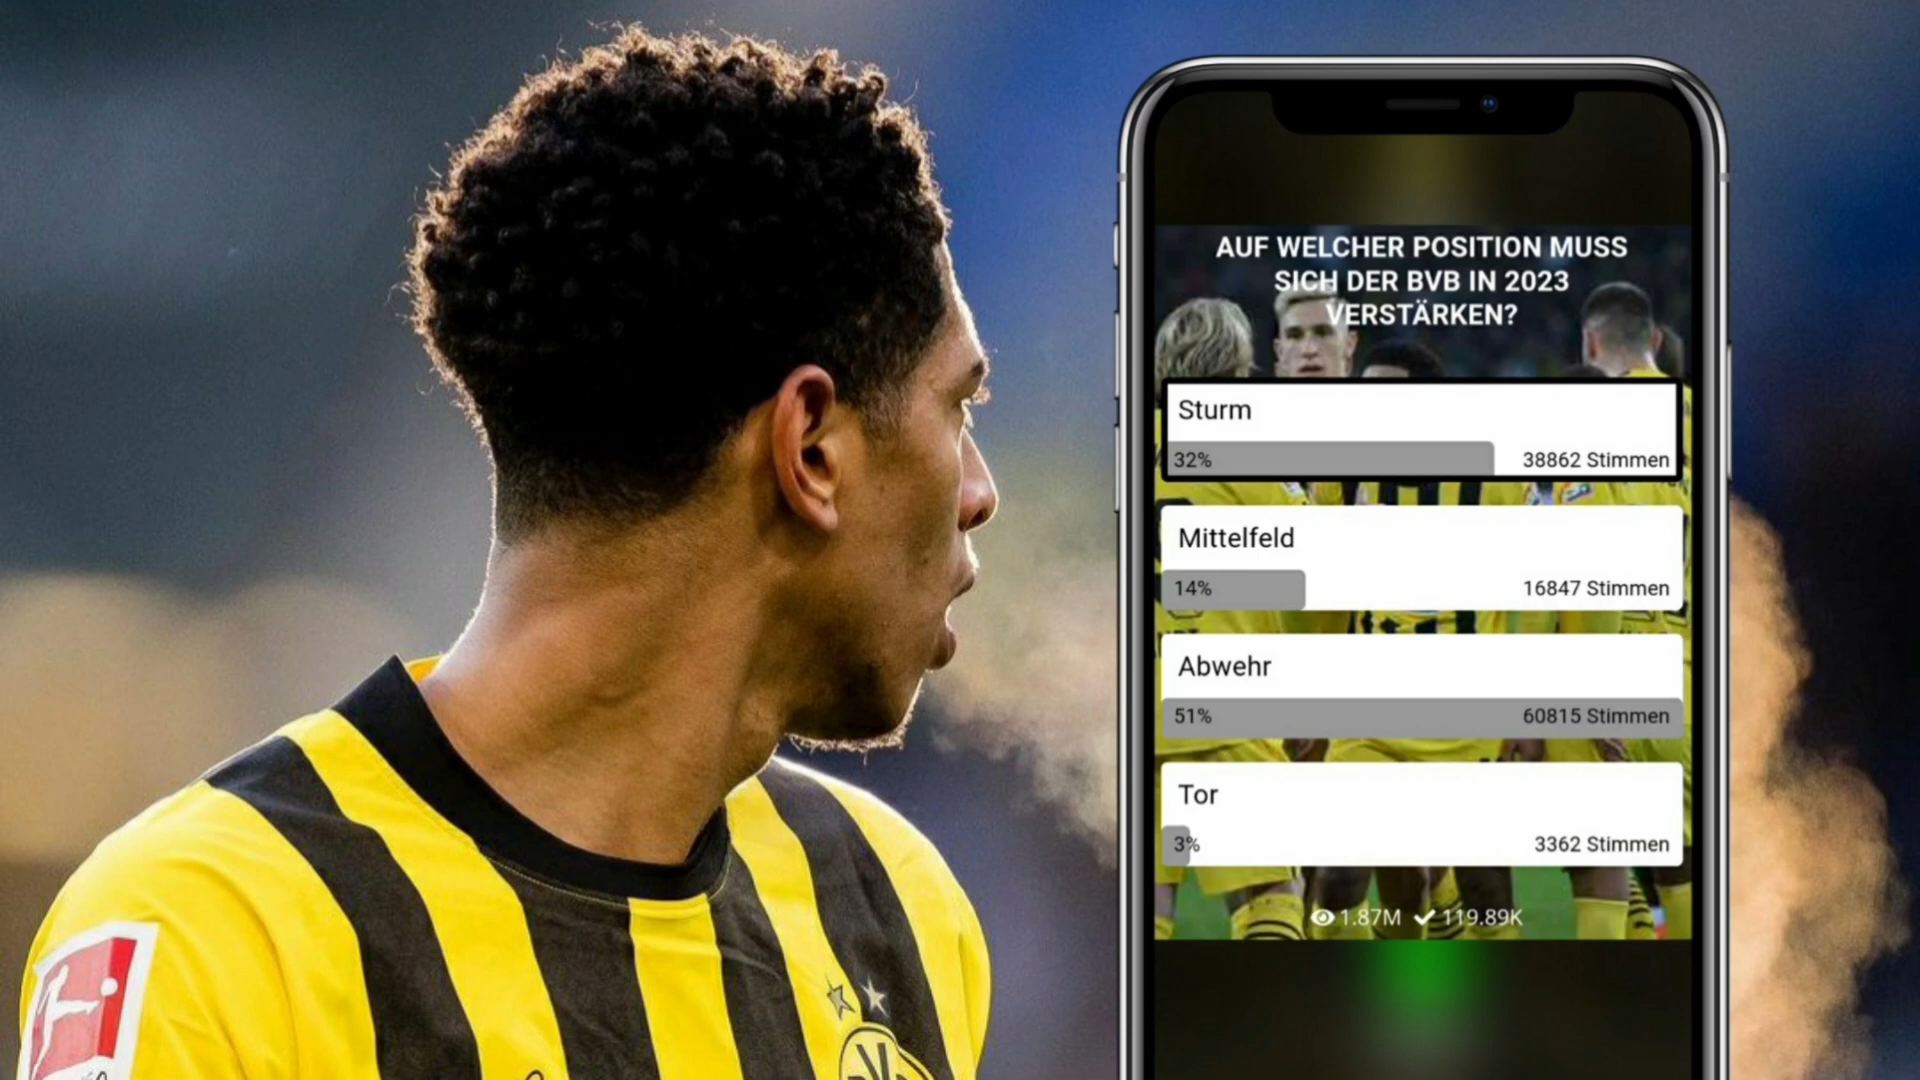 AUF WELCHER POSITION MUSS
SICH DER BVB IN 2023
VERSTÄRKEN?
Sturm
32% 38862 Stimmen
Mittelfeld
14% 16847 Stimmen
Abwehr
51% 60815 Stimmen
Tor
3% 3362 Stimmen
1.87M 119.89K